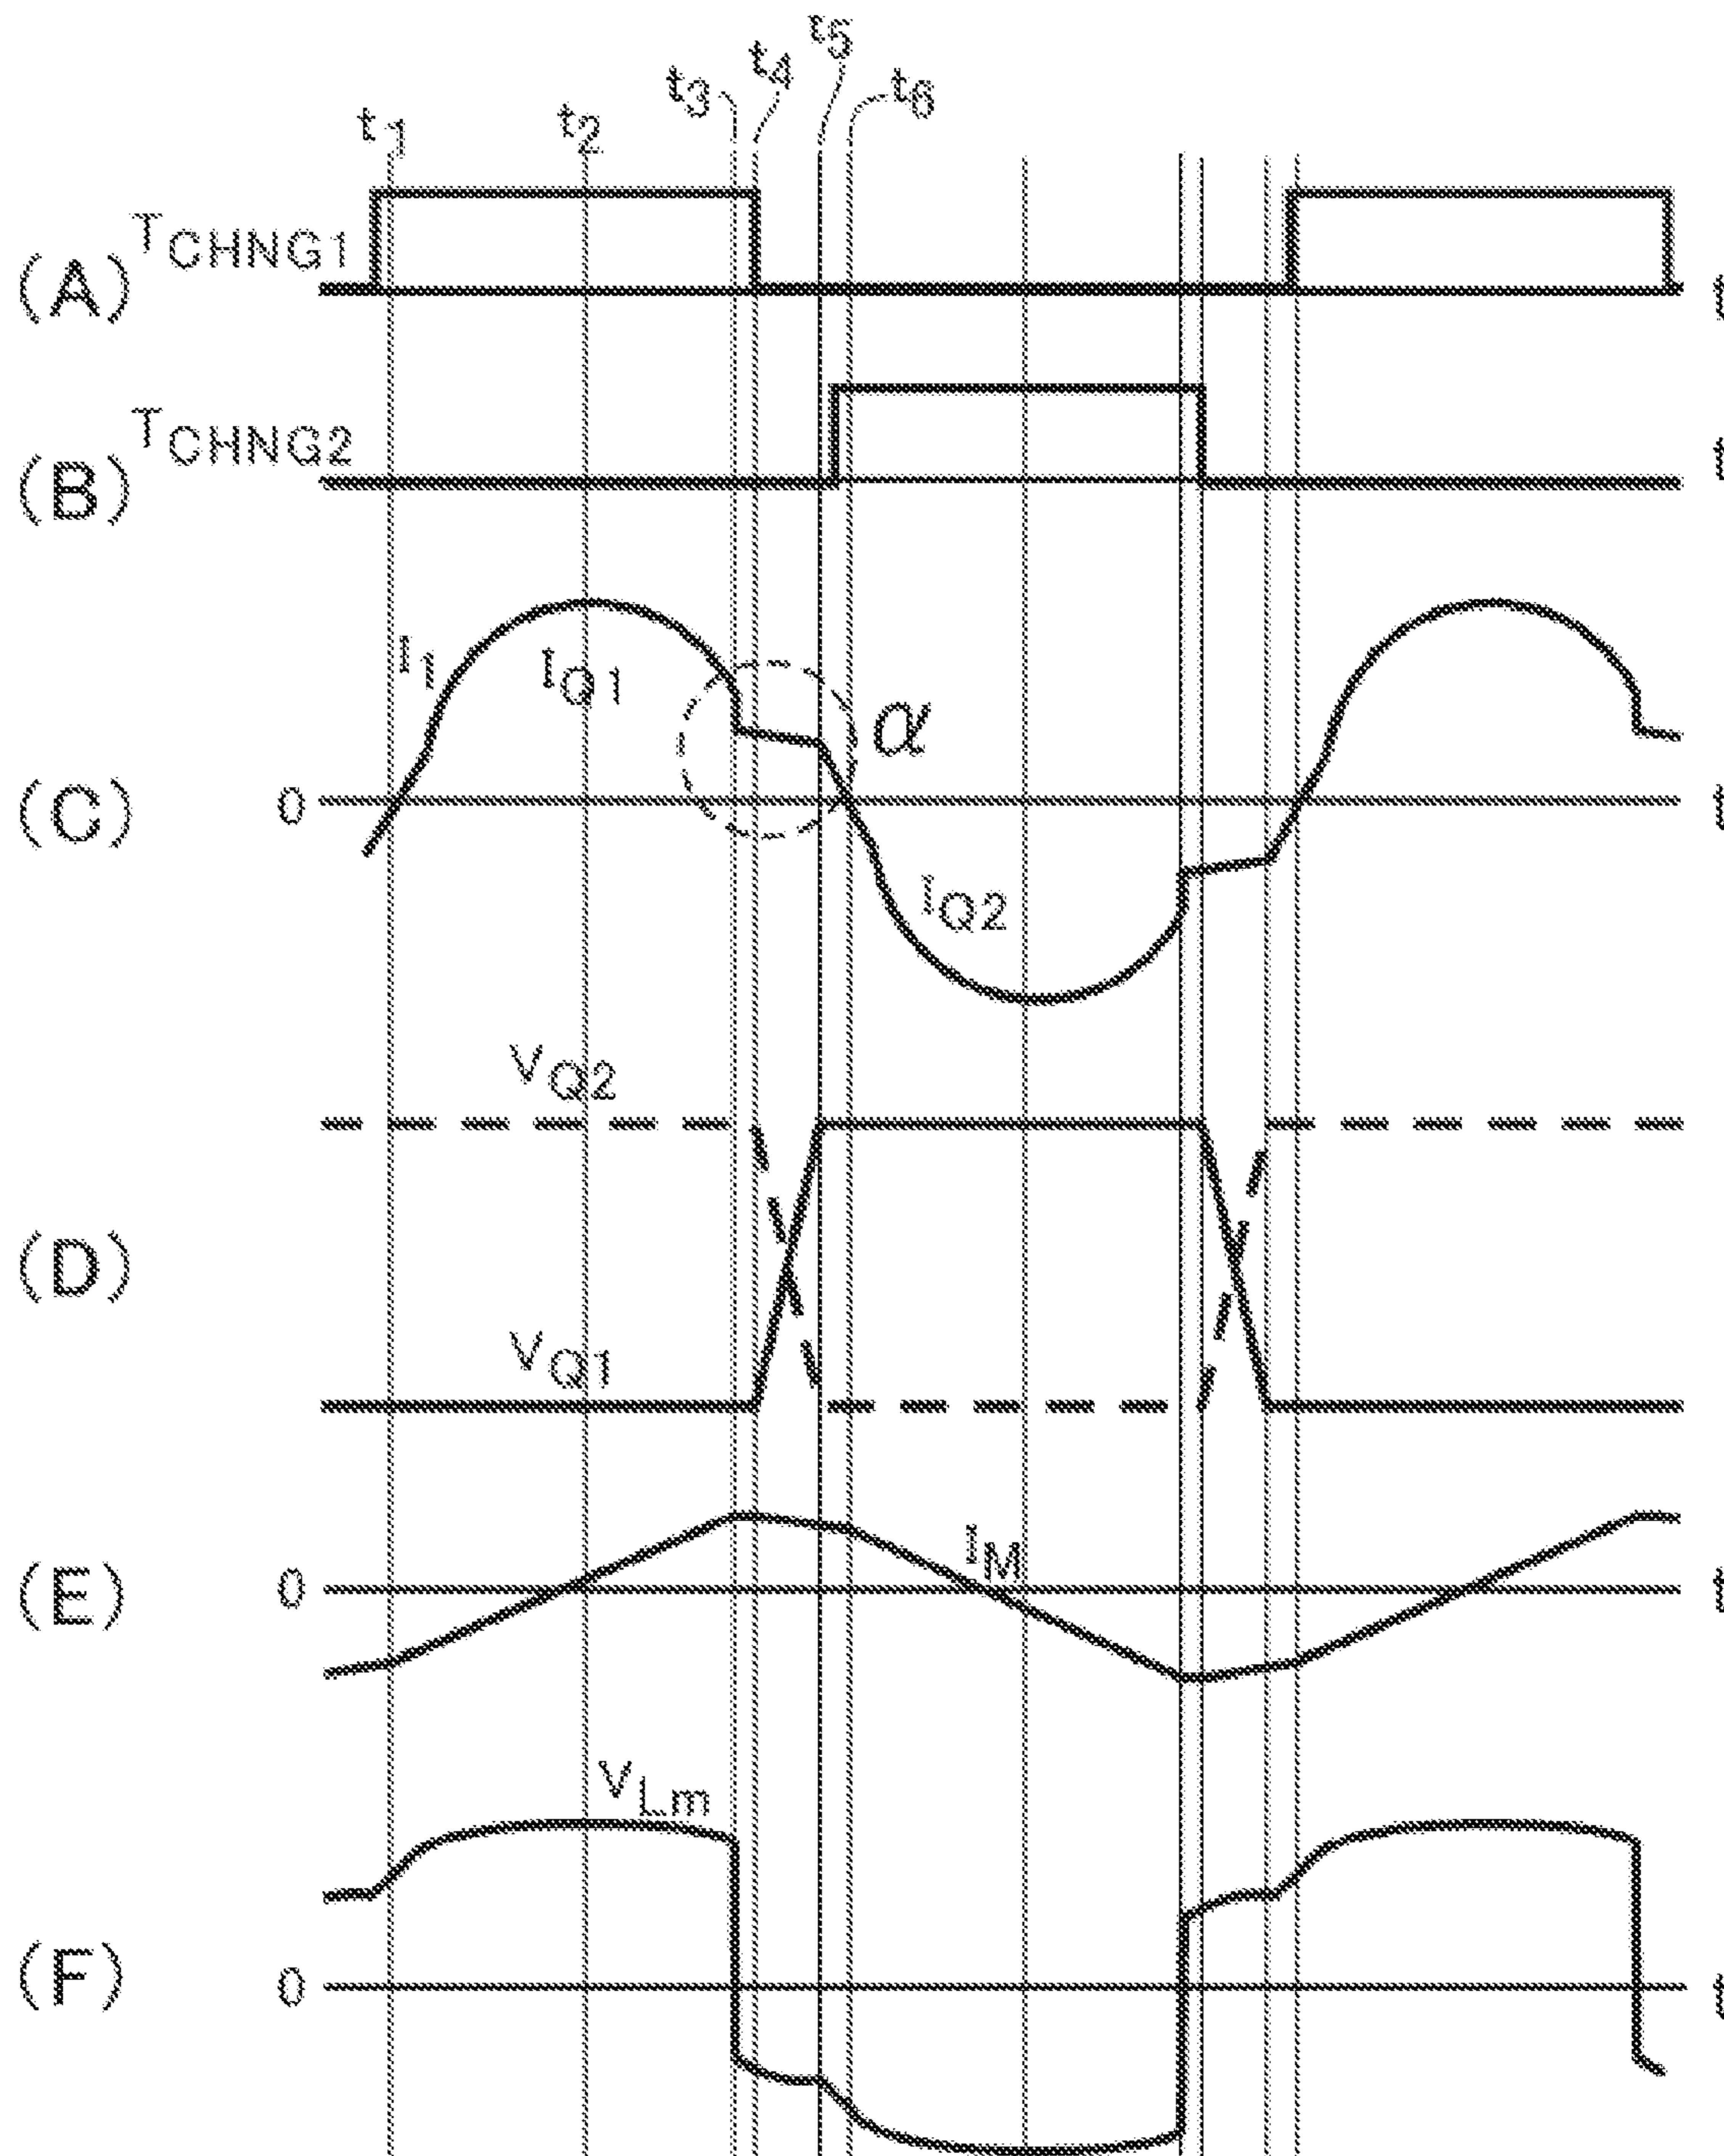 t5
t4
t3 t6
t1 t2
(A) TCHNG1 t
(B) TCHNG2 t
I1 IQ1 α
(C) 0 t
IQ2
VQ2
(D)
VQ1
IM
(E) 0 t
VLm
(F) 0 t